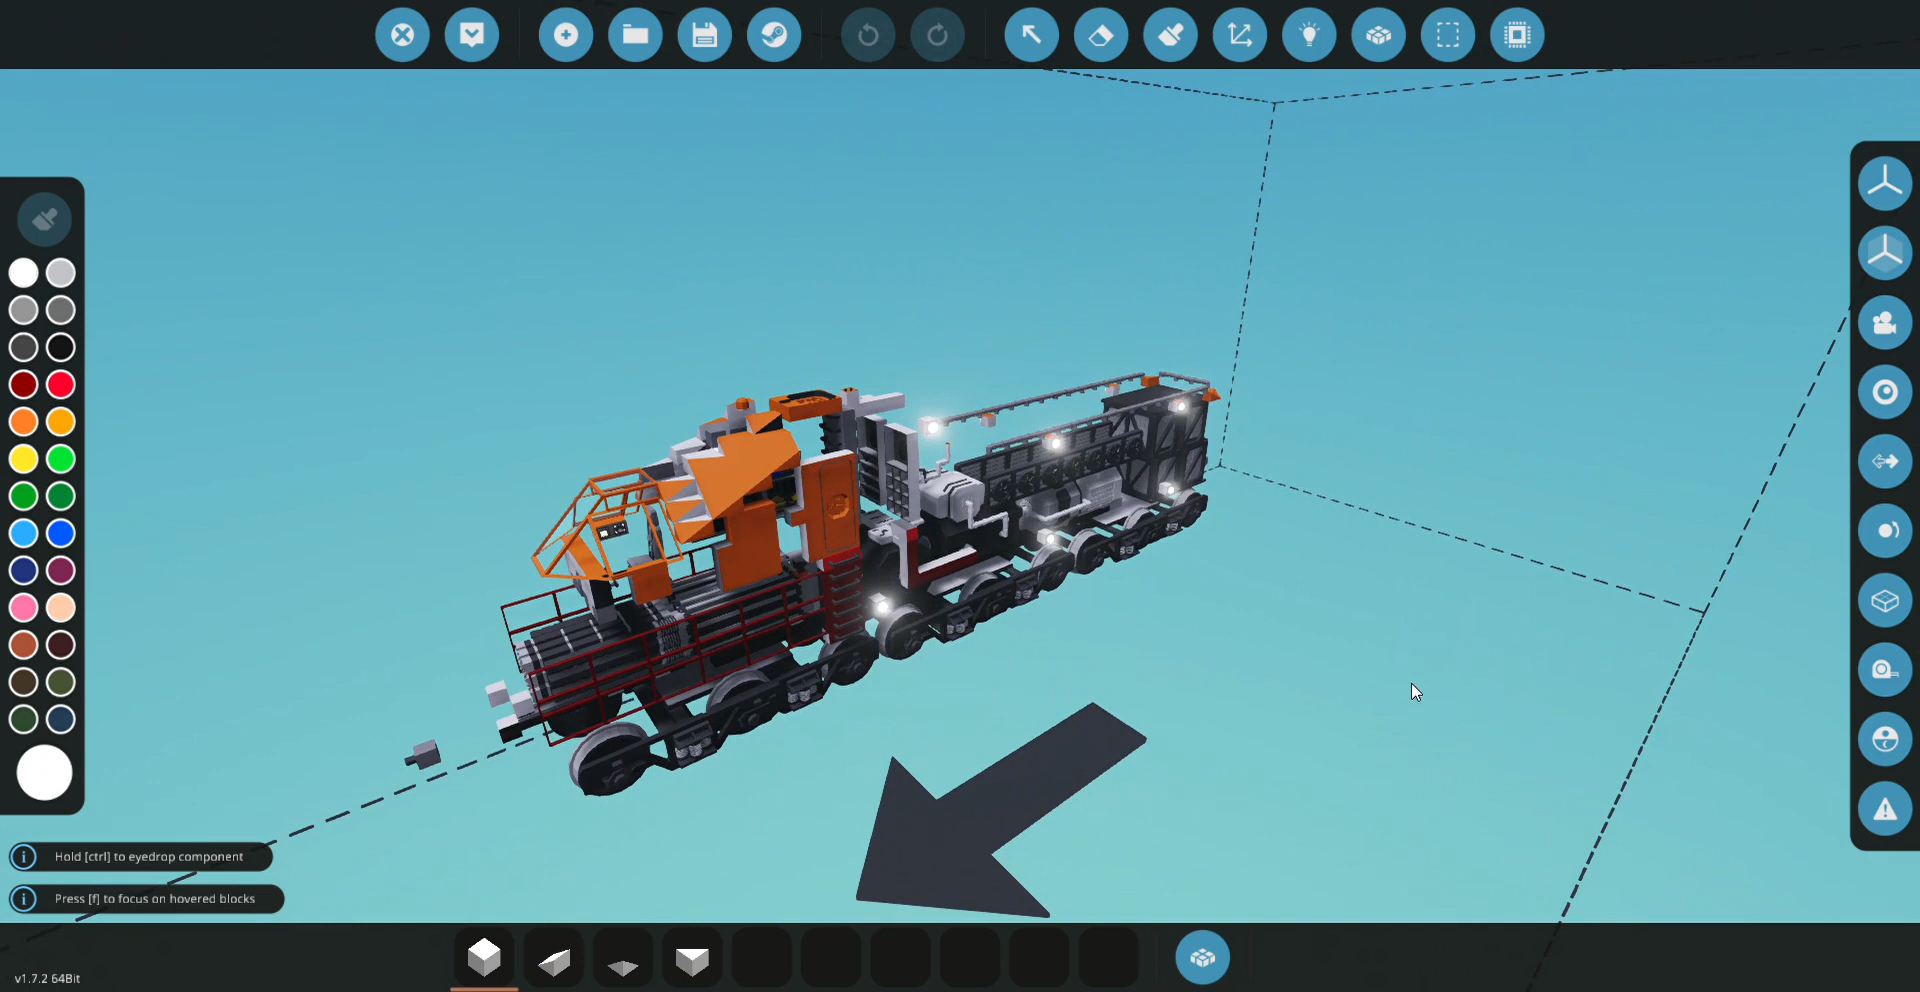 Hold [ctrl] to eyedrop component
Press [f] to focus on hovered blocks
v1.7.2 64Bit